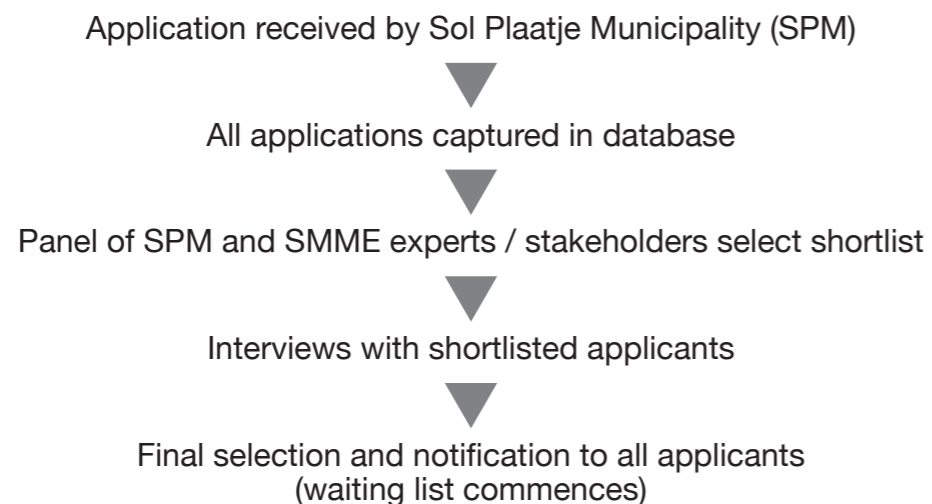 Application received by Sol Plaatje Municipality (SPM)
All applications captured in database
Panel of SPM and SMME experts / stakeholders select shortlist
Interviews with shortlisted applicants
Final selection and notification to all applicants
(waiting list commences)